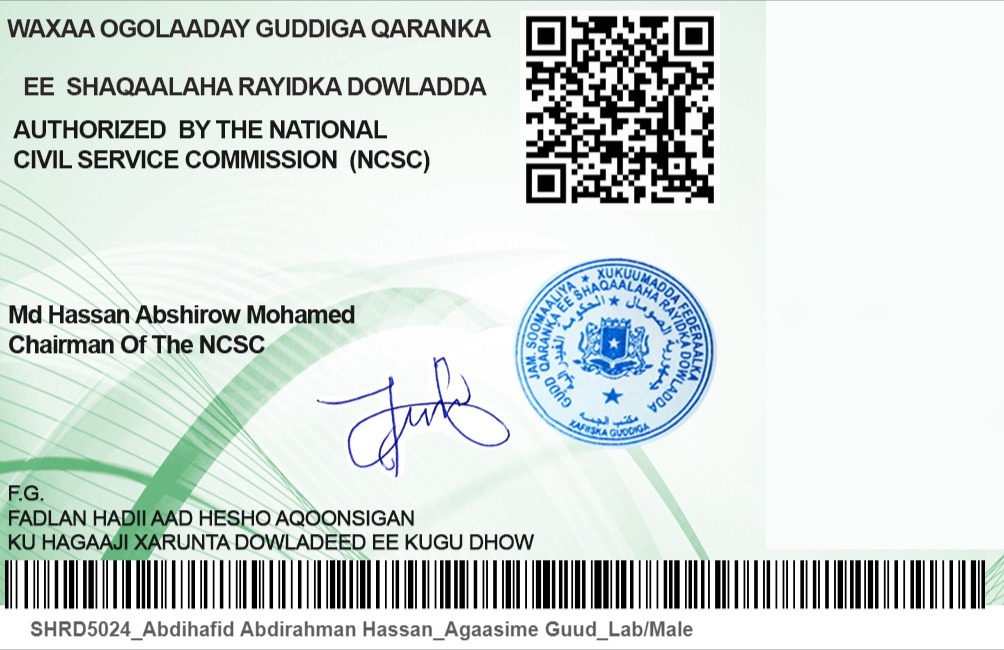 WAXAA OGOLAADAY GUDDIGA QARANKA
EE SHAQAALAHA RAYIDKA DOWLADDA
AUTHORIZED BY THE NATIONAL
CIVIL SERVICE COMMISSION (NCSC)
Md Hassan Abshirow Mohamed
Chairman Of The NCSC
JAM. SOOMAALIYA ★ XUKUUMADDA FEDERAALKA
GUDD QARANKA EE SHAQAALAHA RAYIDKA DOWLADDA
XAFIISKA GUDDIGA
F.G.
FADLAN HADII AAD HESHO AQOONSIGAN
KU HAGAAJI XARUNTA DOWLADEED EE KUGU DHOW
SHRD5024_Abdihafid Abdirahman Hassan_Agaasime Guud_Lab/Male